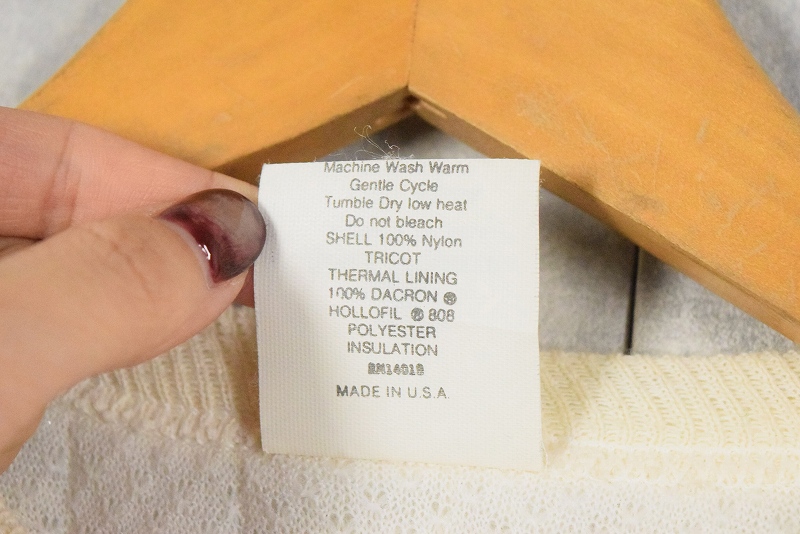 Machine Wash Warm
Gentle Cycle
Tumble Dry low heat
Do not bleach
SHELL 100% Nylon
TRICOT
THERMAL LINING
100% DACRON ®
HOLLOFIL ® 808
POLYESTER
INSULATION
MADE IN U.S.A.